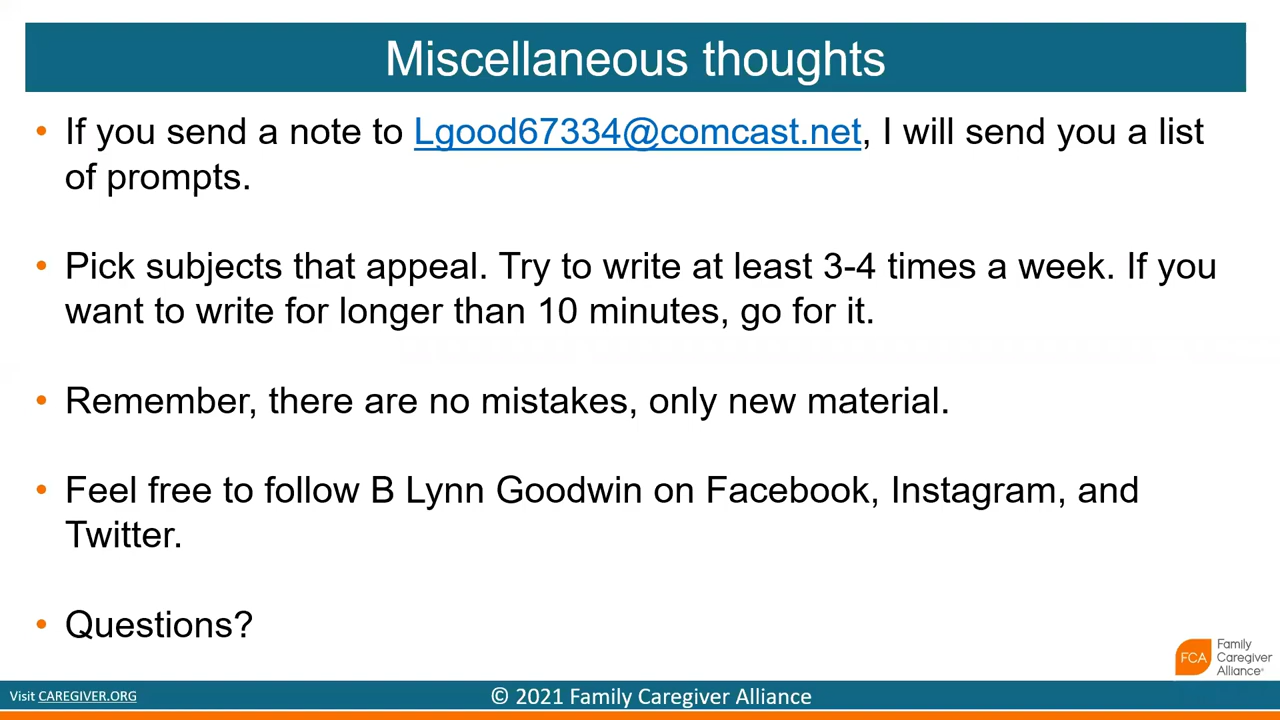 Miscellaneous thoughts
• If you send a note to Lgood67334@comcast.net, I will send you a list
of prompts.
• Pick subjects that appeal. Try to write at least 3-4 times a week. If you
want to write for longer than 10 minutes, go for it.
• Remember, there are no mistakes, only new material.
• Feel free to follow B Lynn Goodwin on Facebook, Instagram, and
Twitter.
• Questions?
FCA
Family
Caregiver
Alliance®
Visit CAREGIVER.ORG
© 2021 Family Caregiver Alliance